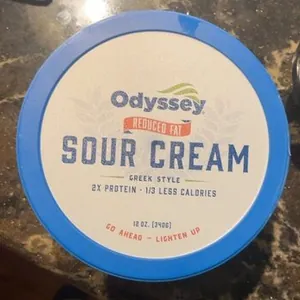 Odyssey
REDUCED FAT
SOUR CREAM
GREEK STYLE
2X PROTEIN · 1/3 LESS CALORIES
12 OZ. (340G)
GO AHEAD — LIGHTEN UP